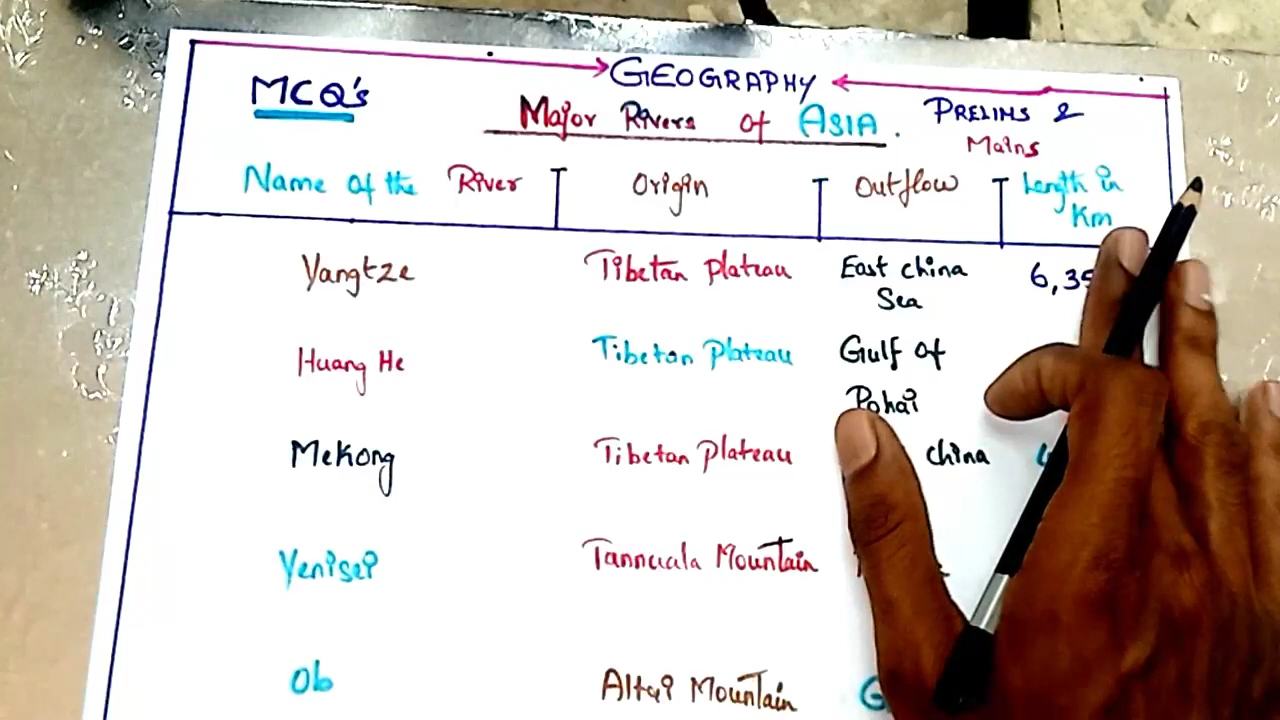 GEOGRAPHY
MCQ's
Major Rivers of ASIA.
PRELIMS &
Mains
Name of the River Origin Outflow Length in
Km
Yangtze Tibetan plateau East china
Sea
6,35
Huang He Tibetan Plateau Gulf of
Pohai
Mekong Tibetan Plateau china
Yenisei Tannuala Mountain
Ob Altai Mountain G